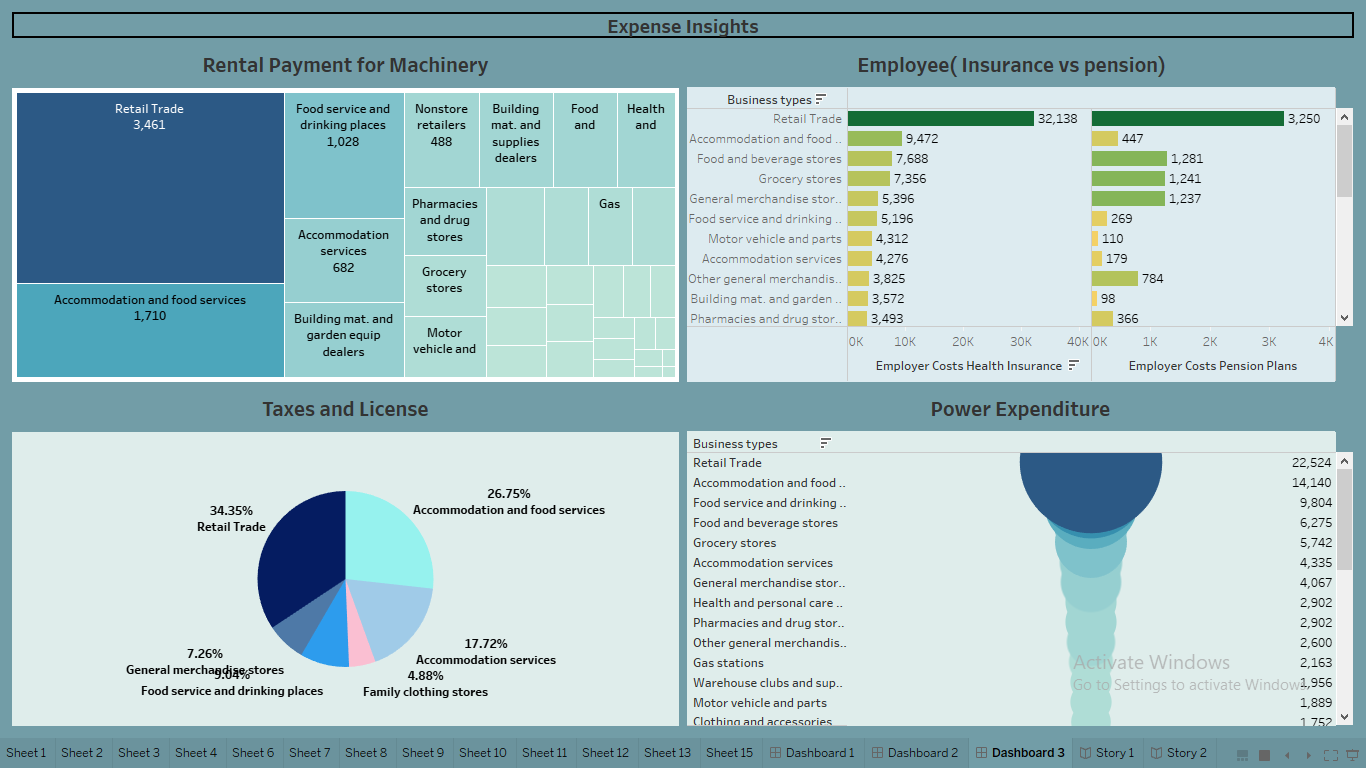 Expense Insights
Rental Payment for Machinery
Retail Trade
3,461
Accommodation and food services
1,710
Food service and
drinking places
1,028
Accommodation
services
682
Building mat. and
garden equip
dealers
Nonstore
retailers
488
Building
mat. and
supplies
dealers
Food
and
Health
and
Pharmacies
and drug
stores
Gas
Grocery
stores
Motor
vehicle and
Employee( Insurance vs pension)
Business types
Retail Trade 32,138 3,250
Accommodation and food .. 9,472 447
Food and beverage stores 7,688 1,281
Grocery stores 7,356 1,241
General merchandise stor.. 5,396 1,237
Food service and drinking .. 5,196 269
Motor vehicle and parts 4,312 110
Accommodation services 4,276 179
Other general merchandis.. 3,825 784
Building mat. and garden .. 3,572 98
Pharmacies and drug stor.. 3,493 366
0K 10K 20K 30K 40K 0K 1K 2K 3K 4K
Employer Costs Health Insurance Employer Costs Pension Plans
Taxes and License
26.75%
Accommodation and food services
34.35%
Retail Trade
17.72%
Accommodation services
7.26%
General merchandise stores
9.04%
Food service and drinking places
4.88%
Family clothing stores
Power Expenditure
Business types
Retail Trade 22,524
Accommodation and food .. 14,140
Food service and drinking .. 9,804
Food and beverage stores 6,275
Grocery stores 5,742
Accommodation services 4,335
General merchandise stor.. 4,067
Health and personal care .. 2,902
Pharmacies and drug stor.. 2,902
Other general merchandis.. 2,600
Gas stations 2,163
Warehouse clubs and sup.. 1,956
Motor vehicle and parts 1,889
Clothing and accessories 1,752
Activate Windows
Go to Settings to activate Windows.
Sheet 1 Sheet 2 Sheet 3 Sheet 4 Sheet 6 Sheet 7 Sheet 8 Sheet 9 Sheet 10 Sheet 11 Sheet 12 Sheet 13 Sheet 15 Dashboard 1 Dashboard 2 Dashboard 3 Story 1 Story 2